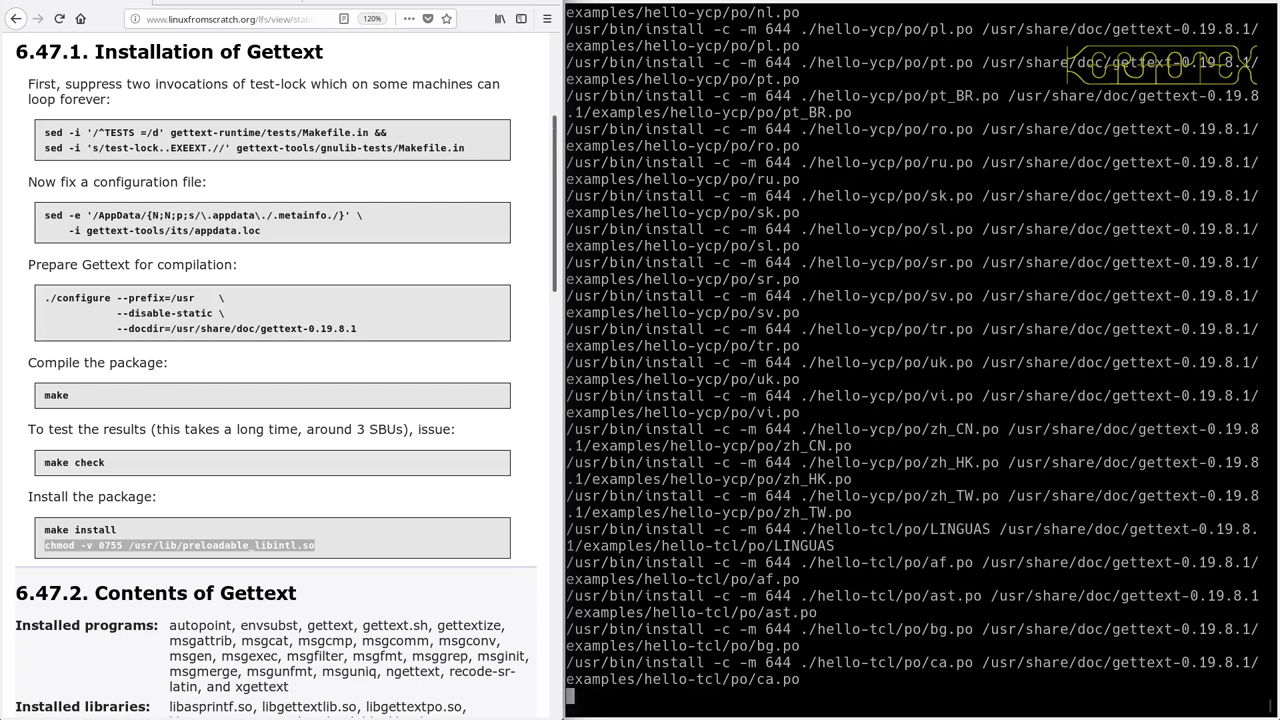 www.linuxfromscratch.org/lfs/view/stab
120%
6.47.1. Installation of Gettext
First, suppress two invocations of test-lock which on some machines can
loop forever:
sed -i '/^TESTS =/d' gettext-runtime/tests/Makefile.in &&
sed -i 's/test-lock..EXEEXT.//' gettext-tools/gnulib-tests/Makefile.in
Now fix a configuration file:
sed -e '/AppData/{N;N;p;s/\.appdata\./.metainfo./}' \
-i gettext-tools/its/appdata.loc
Prepare Gettext for compilation:
./configure --prefix=/usr \
--disable-static \
--docdir=/usr/share/doc/gettext-0.19.8.1
Compile the package:
make
To test the results (this takes a long time, around 3 SBUs), issue:
make check
Install the package:
make install
chmod -v 0755 /usr/lib/preloadable_libintl.so
6.47.2. Contents of Gettext
Installed programs: autopoint, envsubst, gettext, gettext.sh, gettextize,
msgattrib, msgcat, msgcmp, msgcomm, msgconv,
msgen, msgexec, msgfilter, msgfmt, msggrep, msginit,
msgmerge, msgunfmt, msguniq, ngettext, recode-sr-
latin, and xgettext
Installed libraries: libasprintf.so, libgettextlib.so, libgettextpo.so,
examples/hello-ycp/po/nl.po
/usr/bin/install -c -m 644 ./hello-ycp/po/pl.po /usr/share/doc/gettext-0.19.8.1/
examples/hello-ycp/po/pl.po
/usr/bin/install -c -m 644 ./hello-ycp/po/pt.po /usr/share/doc/gettext-0.19.8.1/
examples/hello-ycp/po/pt.po
/usr/bin/install -c -m 644 ./hello-ycp/po/pt_BR.po /usr/share/doc/gettext-0.19.8
.1/examples/hello-ycp/po/pt_BR.po
/usr/bin/install -c -m 644 ./hello-ycp/po/ro.po /usr/share/doc/gettext-0.19.8.1/
examples/hello-ycp/po/ro.po
/usr/bin/install -c -m 644 ./hello-ycp/po/ru.po /usr/share/doc/gettext-0.19.8.1/
examples/hello-ycp/po/ru.po
/usr/bin/install -c -m 644 ./hello-ycp/po/sk.po /usr/share/doc/gettext-0.19.8.1/
examples/hello-ycp/po/sk.po
/usr/bin/install -c -m 644 ./hello-ycp/po/sl.po /usr/share/doc/gettext-0.19.8.1/
examples/hello-ycp/po/sl.po
/usr/bin/install -c -m 644 ./hello-ycp/po/sr.po /usr/share/doc/gettext-0.19.8.1/
examples/hello-ycp/po/sr.po
/usr/bin/install -c -m 644 ./hello-ycp/po/sv.po /usr/share/doc/gettext-0.19.8.1/
examples/hello-ycp/po/sv.po
/usr/bin/install -c -m 644 ./hello-ycp/po/tr.po /usr/share/doc/gettext-0.19.8.1/
examples/hello-ycp/po/tr.po
/usr/bin/install -c -m 644 ./hello-ycp/po/uk.po /usr/share/doc/gettext-0.19.8.1/
examples/hello-ycp/po/uk.po
/usr/bin/install -c -m 644 ./hello-ycp/po/vi.po /usr/share/doc/gettext-0.19.8.1/
examples/hello-ycp/po/vi.po
/usr/bin/install -c -m 644 ./hello-ycp/po/zh_CN.po /usr/share/doc/gettext-0.19.8
.1/examples/hello-ycp/po/zh_CN.po
/usr/bin/install -c -m 644 ./hello-ycp/po/zh_HK.po /usr/share/doc/gettext-0.19.8
.1/examples/hello-ycp/po/zh_HK.po
/usr/bin/install -c -m 644 ./hello-ycp/po/zh_TW.po /usr/share/doc/gettext-0.19.8
.1/examples/hello-ycp/po/zh_TW.po
/usr/bin/install -c -m 644 ./hello-tcl/po/LINGUAS /usr/share/doc/gettext-0.19.8.
1/examples/hello-tcl/po/LINGUAS
/usr/bin/install -c -m 644 ./hello-tcl/po/af.po /usr/share/doc/gettext-0.19.8.1/
examples/hello-tcl/po/af.po
/usr/bin/install -c -m 644 ./hello-tcl/po/ast.po /usr/share/doc/gettext-0.19.8.1
/examples/hello-tcl/po/ast.po
/usr/bin/install -c -m 644 ./hello-tcl/po/bg.po /usr/share/doc/gettext-0.19.8.1/
examples/hello-tcl/po/bg.po
/usr/bin/install -c -m 644 ./hello-tcl/po/ca.po /usr/share/doc/gettext-0.19.8.1/
examples/hello-tcl/po/ca.po